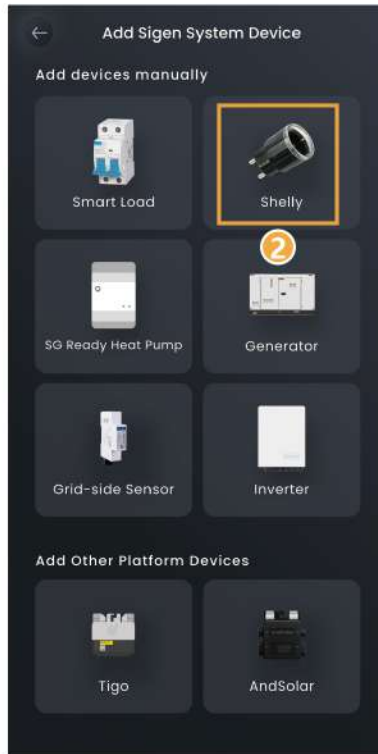 Add Sigen System Device
Add devices manually
Smart Load
Shelly
2
SG Ready Heat Pump
Generator
Grid-side Sensor
Inverter
Add Other Platform Devices
Tigo
AndSolar